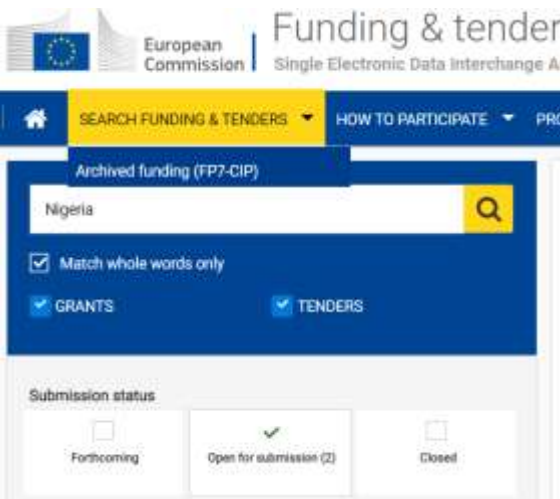 European
Commission
Funding & tender
Single Electronic Data Interchange A
SEARCH FUNDING & TENDERS
HOW TO PARTICIPATE
PRO
Archived funding (FP7-CIP)
Nigeria
Match whole words only
GRANTS
TENDERS
Submission status
Forthcoming
Open for submission (2)
Closed